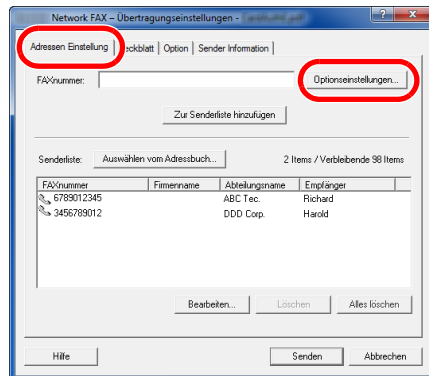 Network FAX – Übertragungseinstellungen -
Adressen Einstellung eckblatt Option Sender Information
FAXnummer: Optionseinstellungen...
Zur Senderliste hinzufügen
Senderliste: Auswählen vom Adressbuch... 2 Items / Verbleibende 98 Items
FAXnummer Firmenname Abteilungsname Empfänger
6789012345 ABC Tec. Richard
3456789012 DDD Corp. Harold
Bearbeiten... Löschen Alles löschen
Hilfe Senden Abbrechen